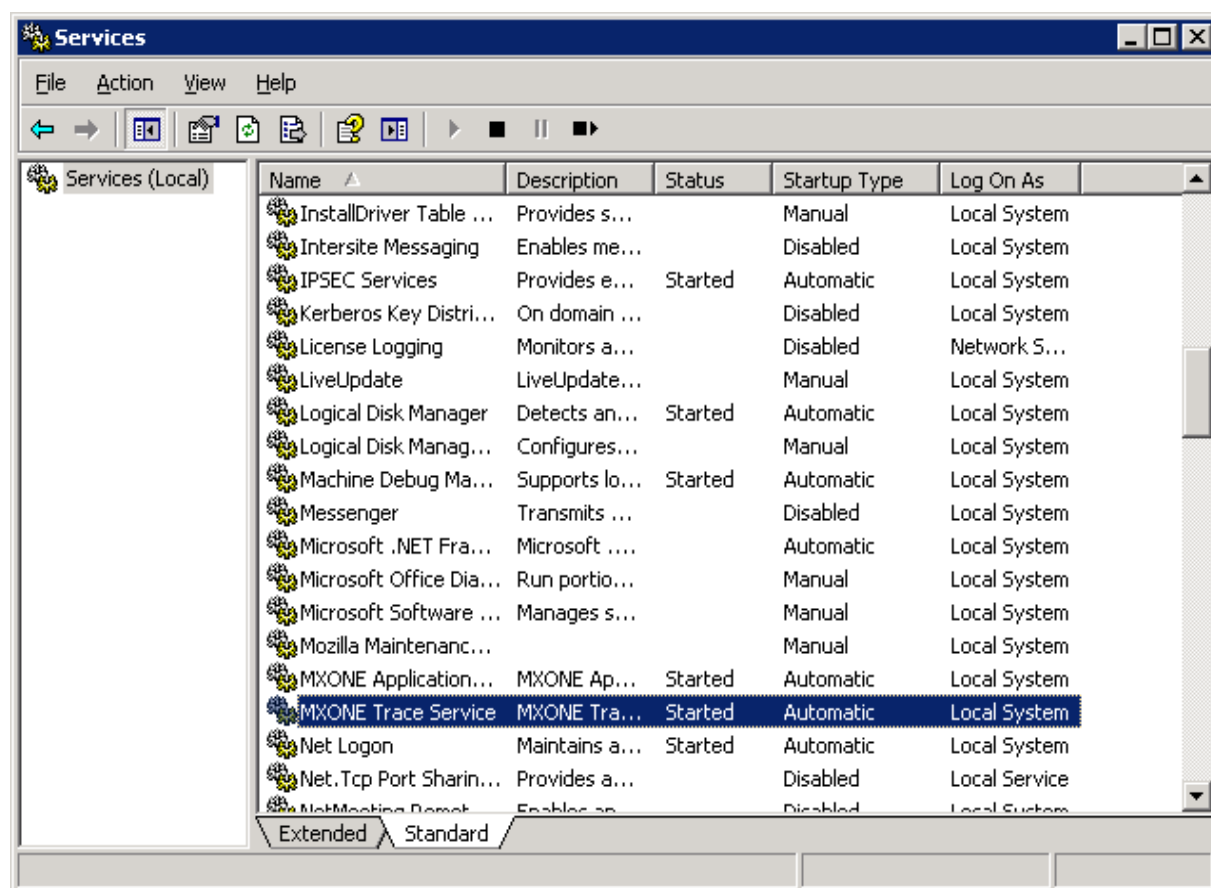 Services
File Action View Help
Services (Local)
Name Description Status Startup Type Log On As
InstallDriver Table ... Provides s... Manual Local System
Intersite Messaging Enables me... Disabled Local System
IPSEC Services Provides e... Started Automatic Local System
Kerberos Key Distri... On domain ... Disabled Local System
License Logging Monitors a... Disabled Network S...
LiveUpdate LiveUpdate... Manual Local System
Logical Disk Manager Detects an... Started Automatic Local System
Logical Disk Manag... Configures... Manual Local System
Machine Debug Ma... Supports lo... Started Automatic Local System
Messenger Transmits ... Disabled Local System
Microsoft .NET Fra... Microsoft .... Automatic Local System
Microsoft Office Dia... Run portio... Manual Local System
Microsoft Software ... Manages s... Manual Local System
Mozilla Maintenanc... Manual Local System
MXONE Application... MXONE Ap... Started Automatic Local System
MXONE Trace Service MXONE Tra... Started Automatic Local System
Net Logon Maintains a... Started Automatic Local System
Net.Tcp Port Sharin... Provides a... Disabled Local Service
NetMeeting Remot... Enables an... Disabled Local System
Extended Standard